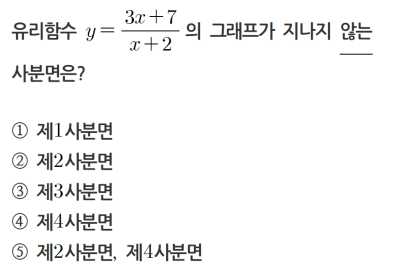 유리함수 y = \frac{3x+7}{x+2} 의 그래프가 지나지 않는
사분면은?
① 제1사분면
② 제2사분면
③ 제3사분면
④ 제4사분면
⑤ 제2사분면, 제4사분면